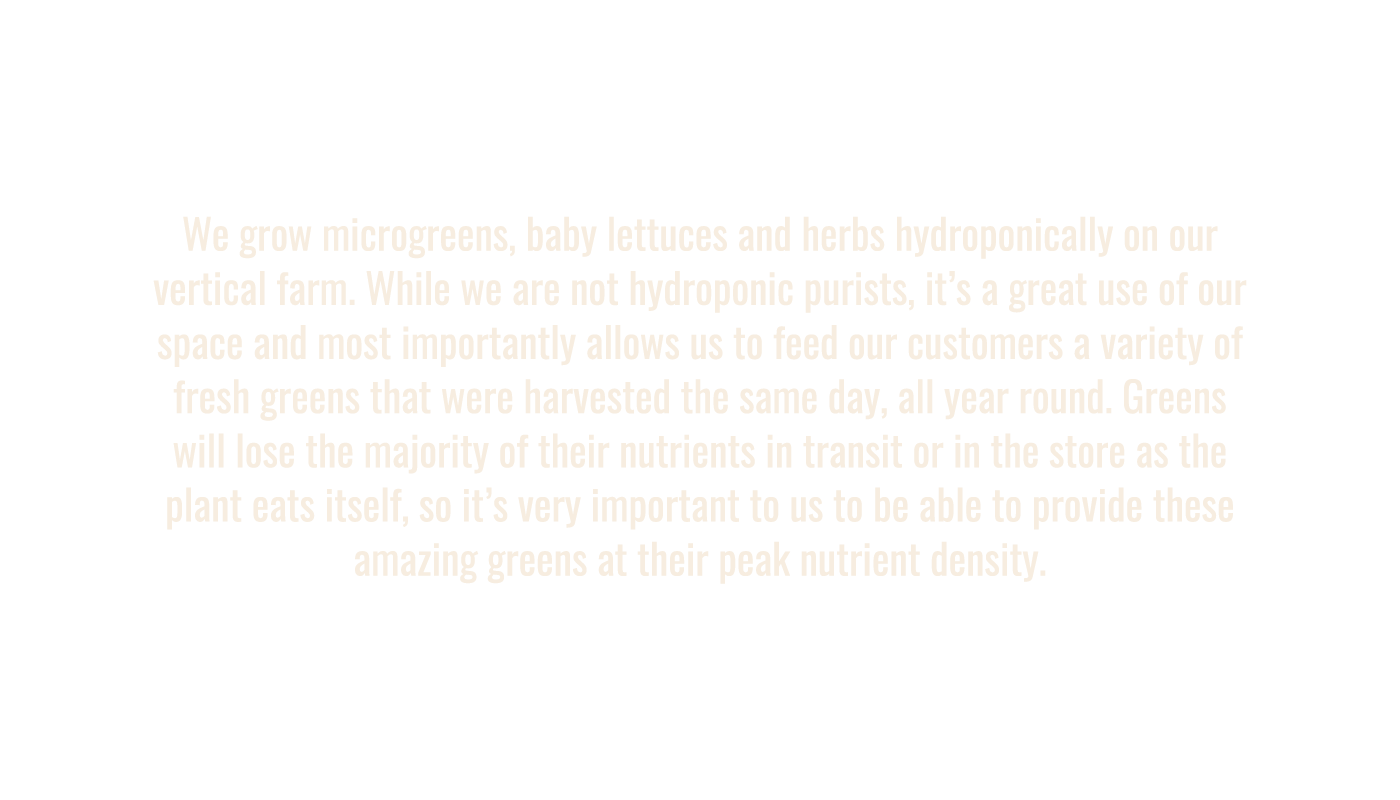 We grow microgreens, baby lettuces and herbs hydroponically on our
vertical farm. While we are not hydroponic purists, it’s a great use of our
space and most importantly allows us to feed our customers a variety of
fresh greens that were harvested the same day, all year round. Greens
will lose the majority of their nutrients in transit or in the store as the
plant eats itself, so it’s very important to us to be able to provide these
amazing greens at their peak nutrient density.